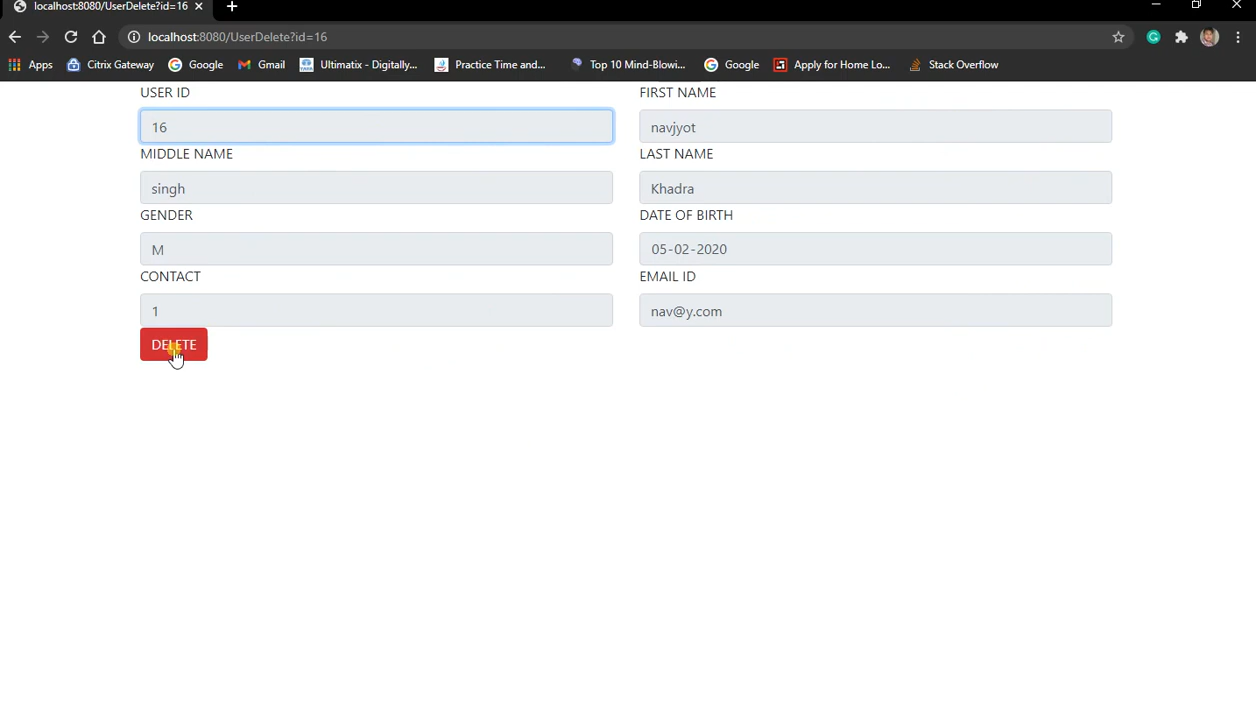 localhost:8080/UserDelete?id=16
localhost:8080/UserDelete?id=16
Apps Citrix Gateway Google Gmail Ultimatix - Digitally... Practice Time and... Top 10 Mind-Blowi... Google Apply for Home Lo... Stack Overflow
USER ID FIRST NAME
16 navjyot
MIDDLE NAME LAST NAME
singh Khadra
GENDER DATE OF BIRTH
M 05-02-2020
CONTACT EMAIL ID
1 nav@y.com
DELETE